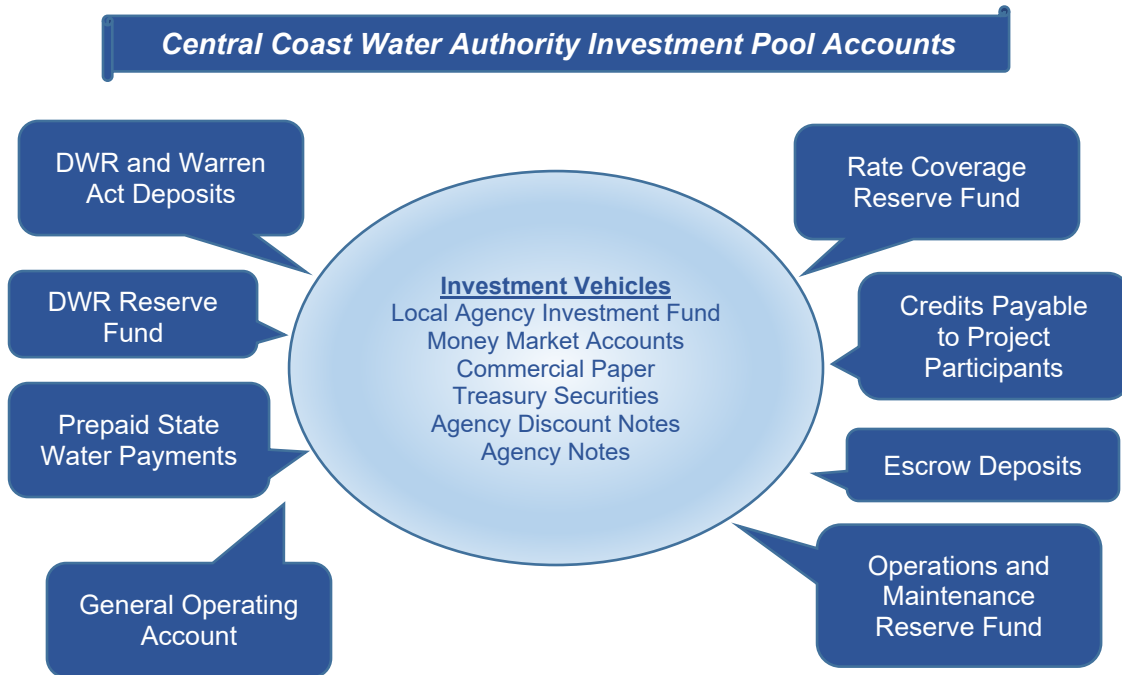 Central Coast Water Authority Investment Pool Accounts
DWR and Warren
Act Deposits
DWR Reserve
Fund
Prepaid State
Water Payments
General Operating
Account
Investment Vehicles
Local Agency Investment Fund
Money Market Accounts
Commercial Paper
Treasury Securities
Agency Discount Notes
Agency Notes
Rate Coverage
Reserve Fund
Credits Payable
to Project
Participants
Escrow Deposits
Operations and
Maintenance
Reserve Fund